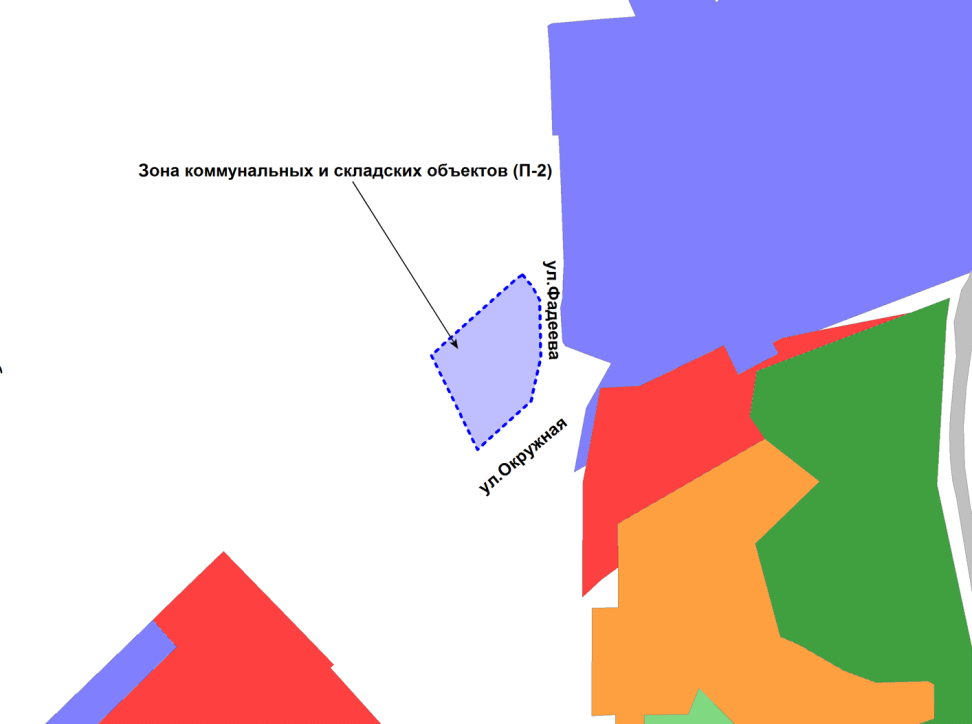 Зона коммунальных и складских объектов (П-2)
ул.Фадеева
ул.Окружная